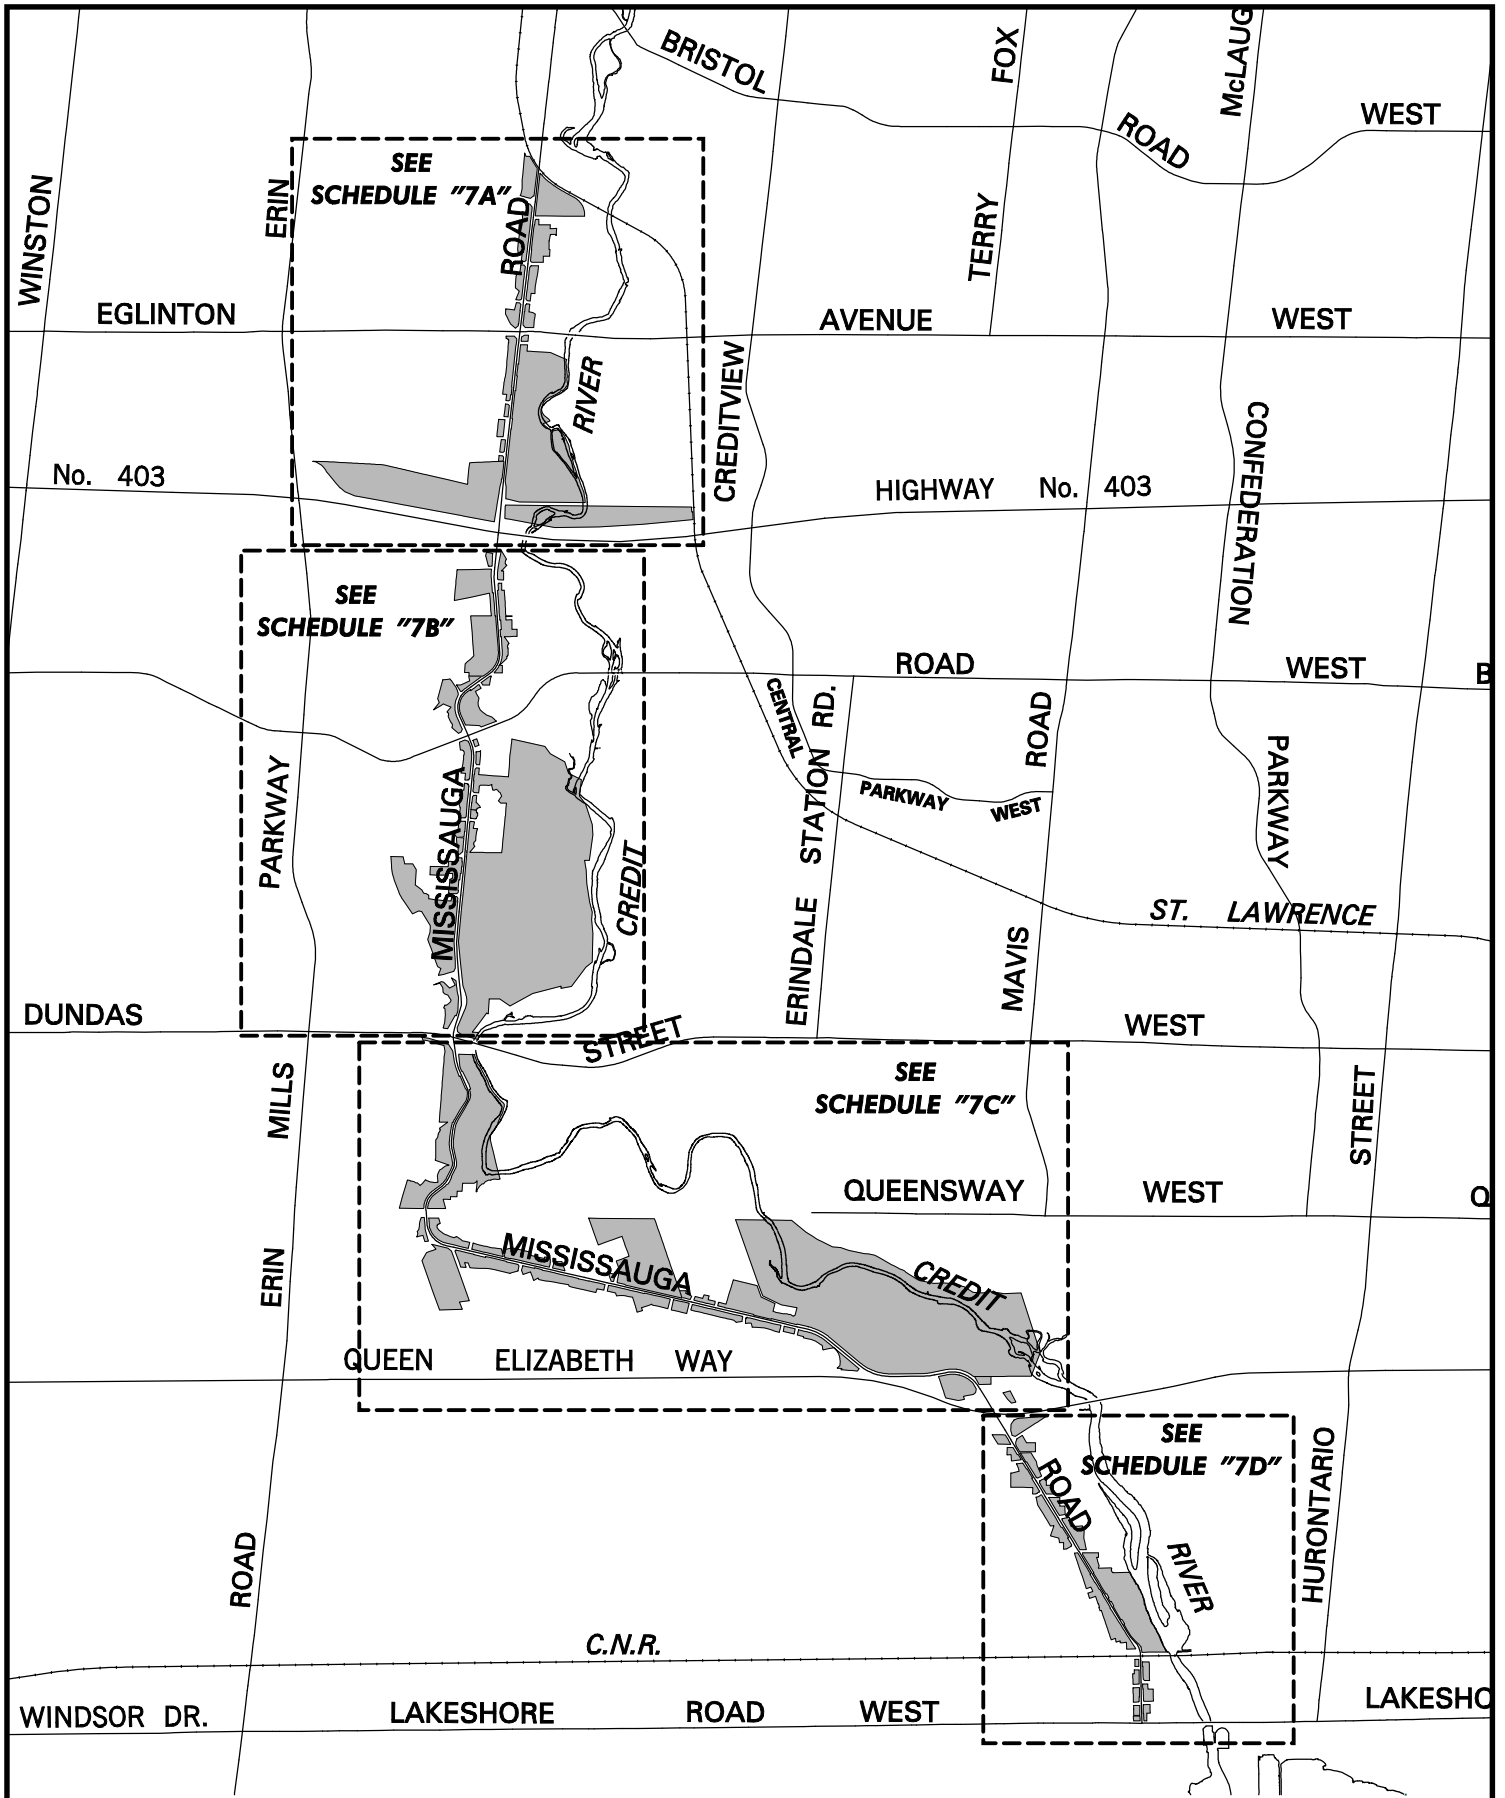 BRISTOL
FOX
McLAUG
WEST
ROAD
SEE
SCHEDULE "7A"
WINSTON
ERIN
ROAD
TERRY
EGLINTON
AVENUE
WEST
RIVER
CREDITVIEW
CONFEDERATION
No. 403
HIGHWAY No. 403
SEE
SCHEDULE "7B"
ROAD
WEST
B
CENTRAL
PARKWAY
WEST
ERINDALE STATION RD.
ROAD
PARKWAY
PARKWAY
MISSISSAUGA
CREDIT
ST. LAWRENCE
MAVIS
DUNDAS
STREET
WEST
SEE
SCHEDULE "7C"
MILLS
STREET
QUEENSWAY
WEST
Q
ERIN
MISSISSAUGA
CREDIT
QUEEN ELIZABETH WAY
SEE
SCHEDULE "7D"
ROAD
HURONTARIO
ROAD
RIVER
C.N.R.
WINDSOR DR.
LAKESHORE
ROAD
WEST
LAKESHO